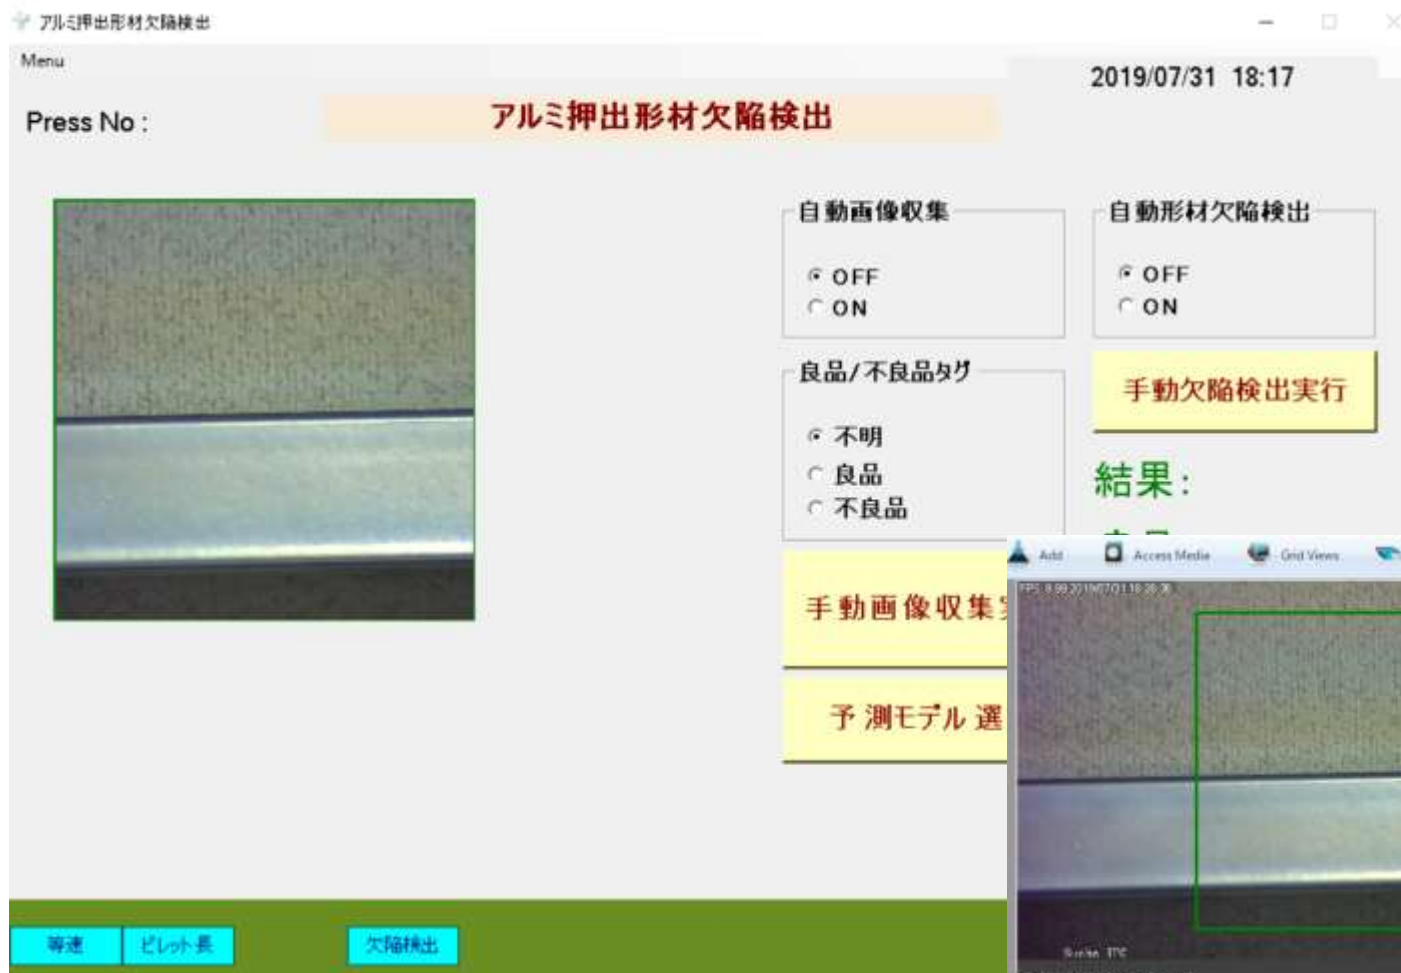 アルミ押出形材欠陥検出
Menu
2019/07/31 18:17
Press No :
アルミ押出形材欠陥検出
自動画像収集
OFF
ON
自動形材欠陥検出
OFF
ON
良品/不良品タグ
不明
良品
不良品
手動欠陥検出実行
結果:
手動画像収集
予測モデル選
Add
Access Media
Grid Views
等速
ビレット長
欠陥検出